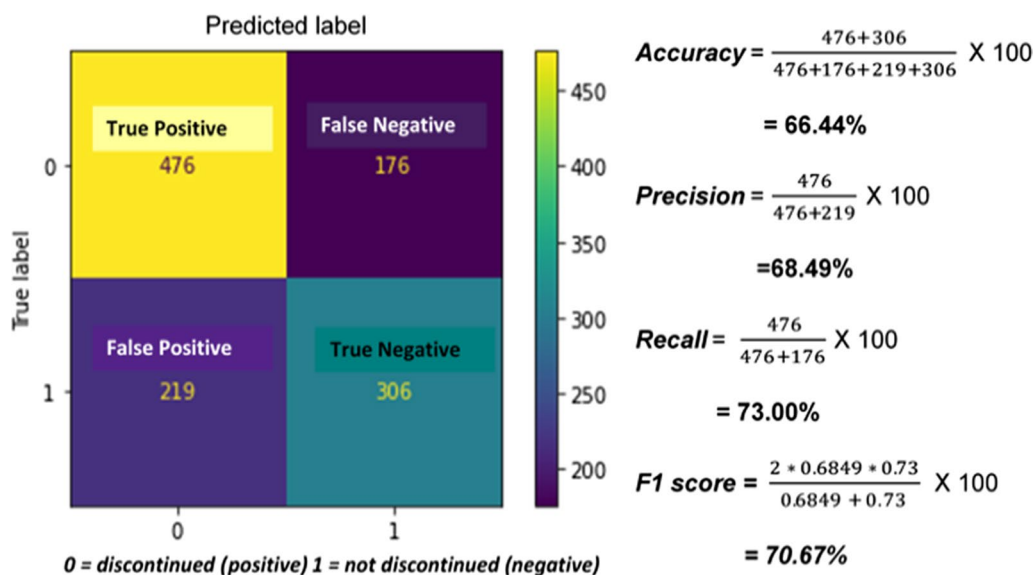 Predicted label
True Positive
476
False Negative
176
False Positive
219
True Negative
306
True label
0
1
0
1
450
400
350
300
250
200
0 = discontinued (positive) 1 = not discontinued (negative)
Accuracy = 476+306 / 476+176+219+306 X 100
= 66.44%
Precision = 476 / 476+219 X 100
=68.49%
Recall = 476 / 476+176 X 100
= 73.00%
F1 score = 2 * 0.6849 * 0.73 / 0.6849 + 0.73 X 100
= 70.67%